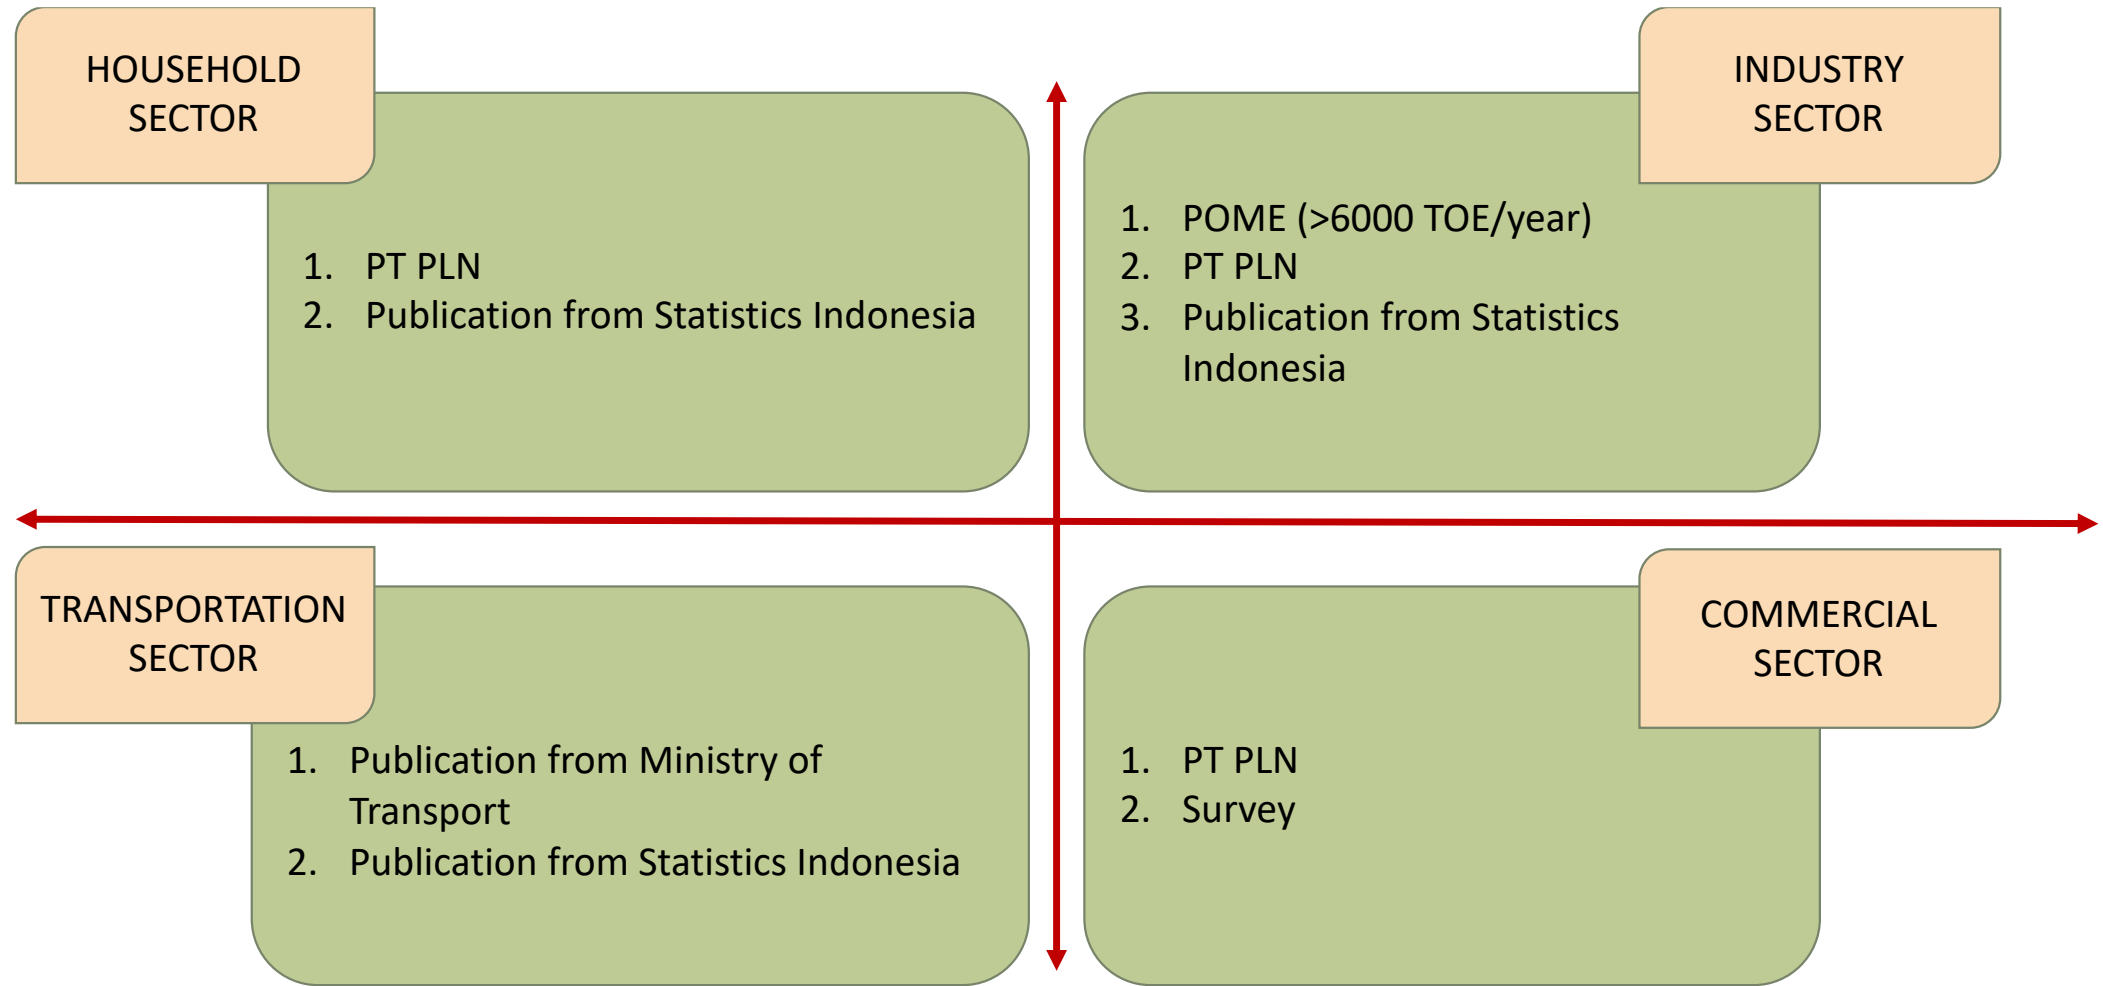 HOUSEHOLD
SECTOR
1. PT PLN
2. Publication from Statistics Indonesia
INDUSTRY
SECTOR
1. POME (>6000 TOE/year)
2. PT PLN
3. Publication from Statistics
Indonesia
TRANSPORTATION
SECTOR
1. Publication from Ministry of
Transport
2. Publication from Statistics Indonesia
COMMERCIAL
SECTOR
1. PT PLN
2. Survey